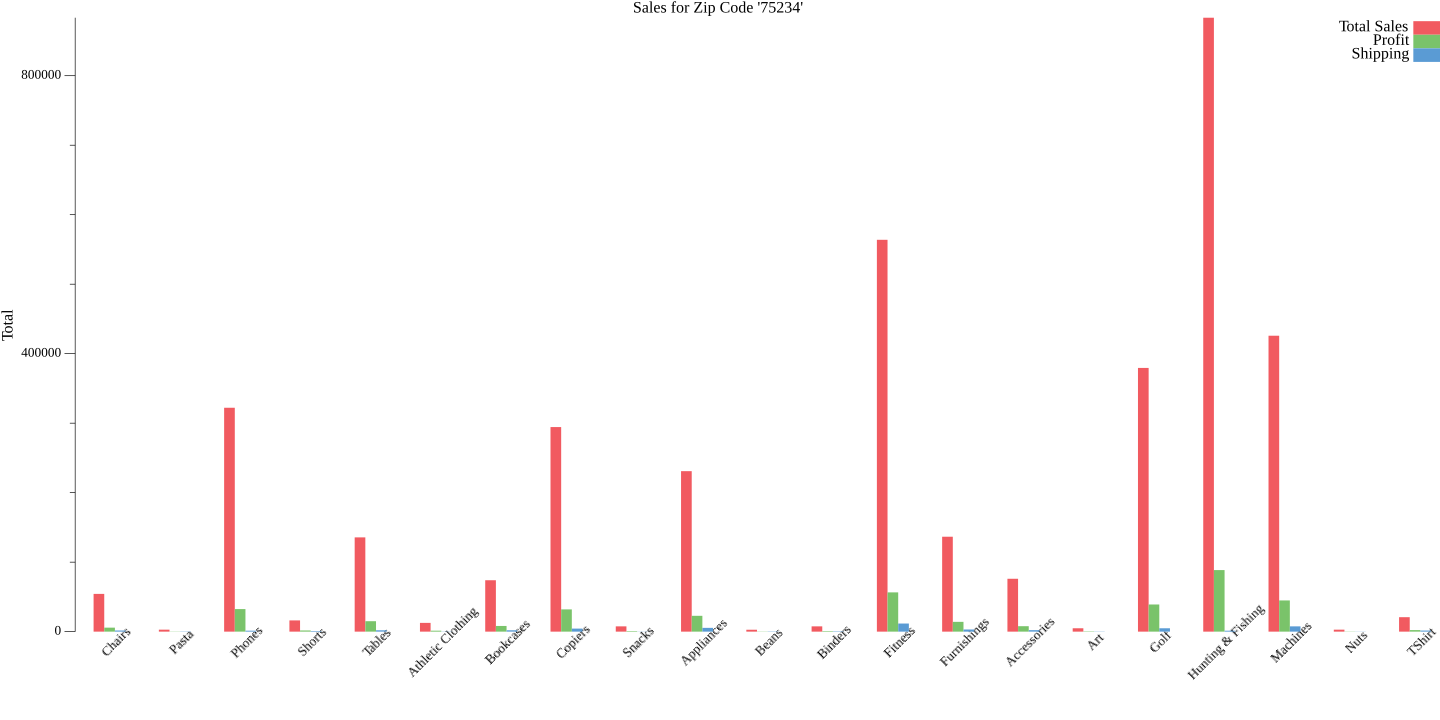 Sales for Zip Code '75234'
Total Sales
Profit
Shipping
800000
400000
0
Total
Chairs
Pasta
Phones
Shorts
Tables
Athletic Clothing
Bookcases
Copiers
Snacks
Appliances
Beans
Binders
Fitness
Furnishings
Accessories
Art
Golf
Hunting & Fishing
Machines
Nuts
TShirt